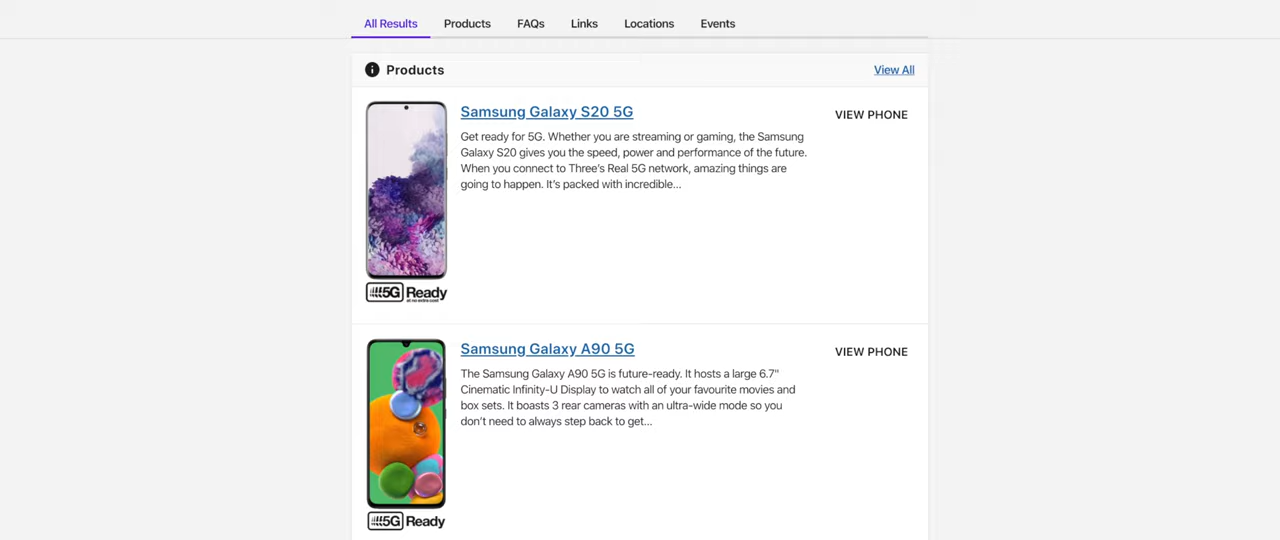 All Results Products FAQs Links Locations Events
Products View All
Samsung Galaxy S20 5G VIEW PHONE
Get ready for 5G. Whether you are streaming or gaming, the Samsung
Galaxy S20 gives you the speed, power and performance of the future.
When you connect to Three's Real 5G network, amazing things are
going to happen. It's packed with incredible...
5G Ready
at no extra cost
Samsung Galaxy A90 5G VIEW PHONE
The Samsung Galaxy A90 5G is future-ready. It hosts a large 6.7"
Cinematic Infinity-U Display to watch all of your favourite movies and
box sets. It boasts 3 rear cameras with an ultra-wide mode so you
don't need to always step back to get...
5G Ready